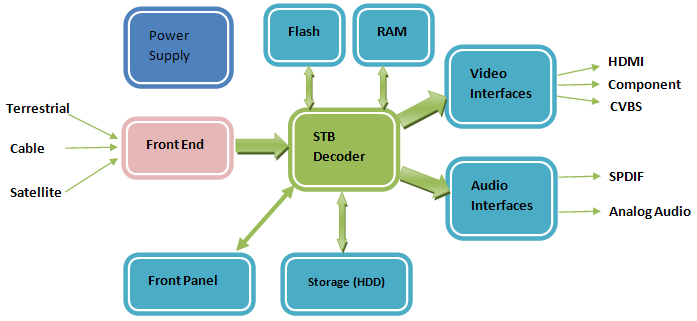 Power
Supply
Flash
RAM
Video
Interfaces
HDMI
Component
CVBS
Terrestrial
Cable
Satellite
Front End
STB
Decoder
Audio
Interfaces
SPDIF
Analog Audio
Front Panel
Storage (HDD)